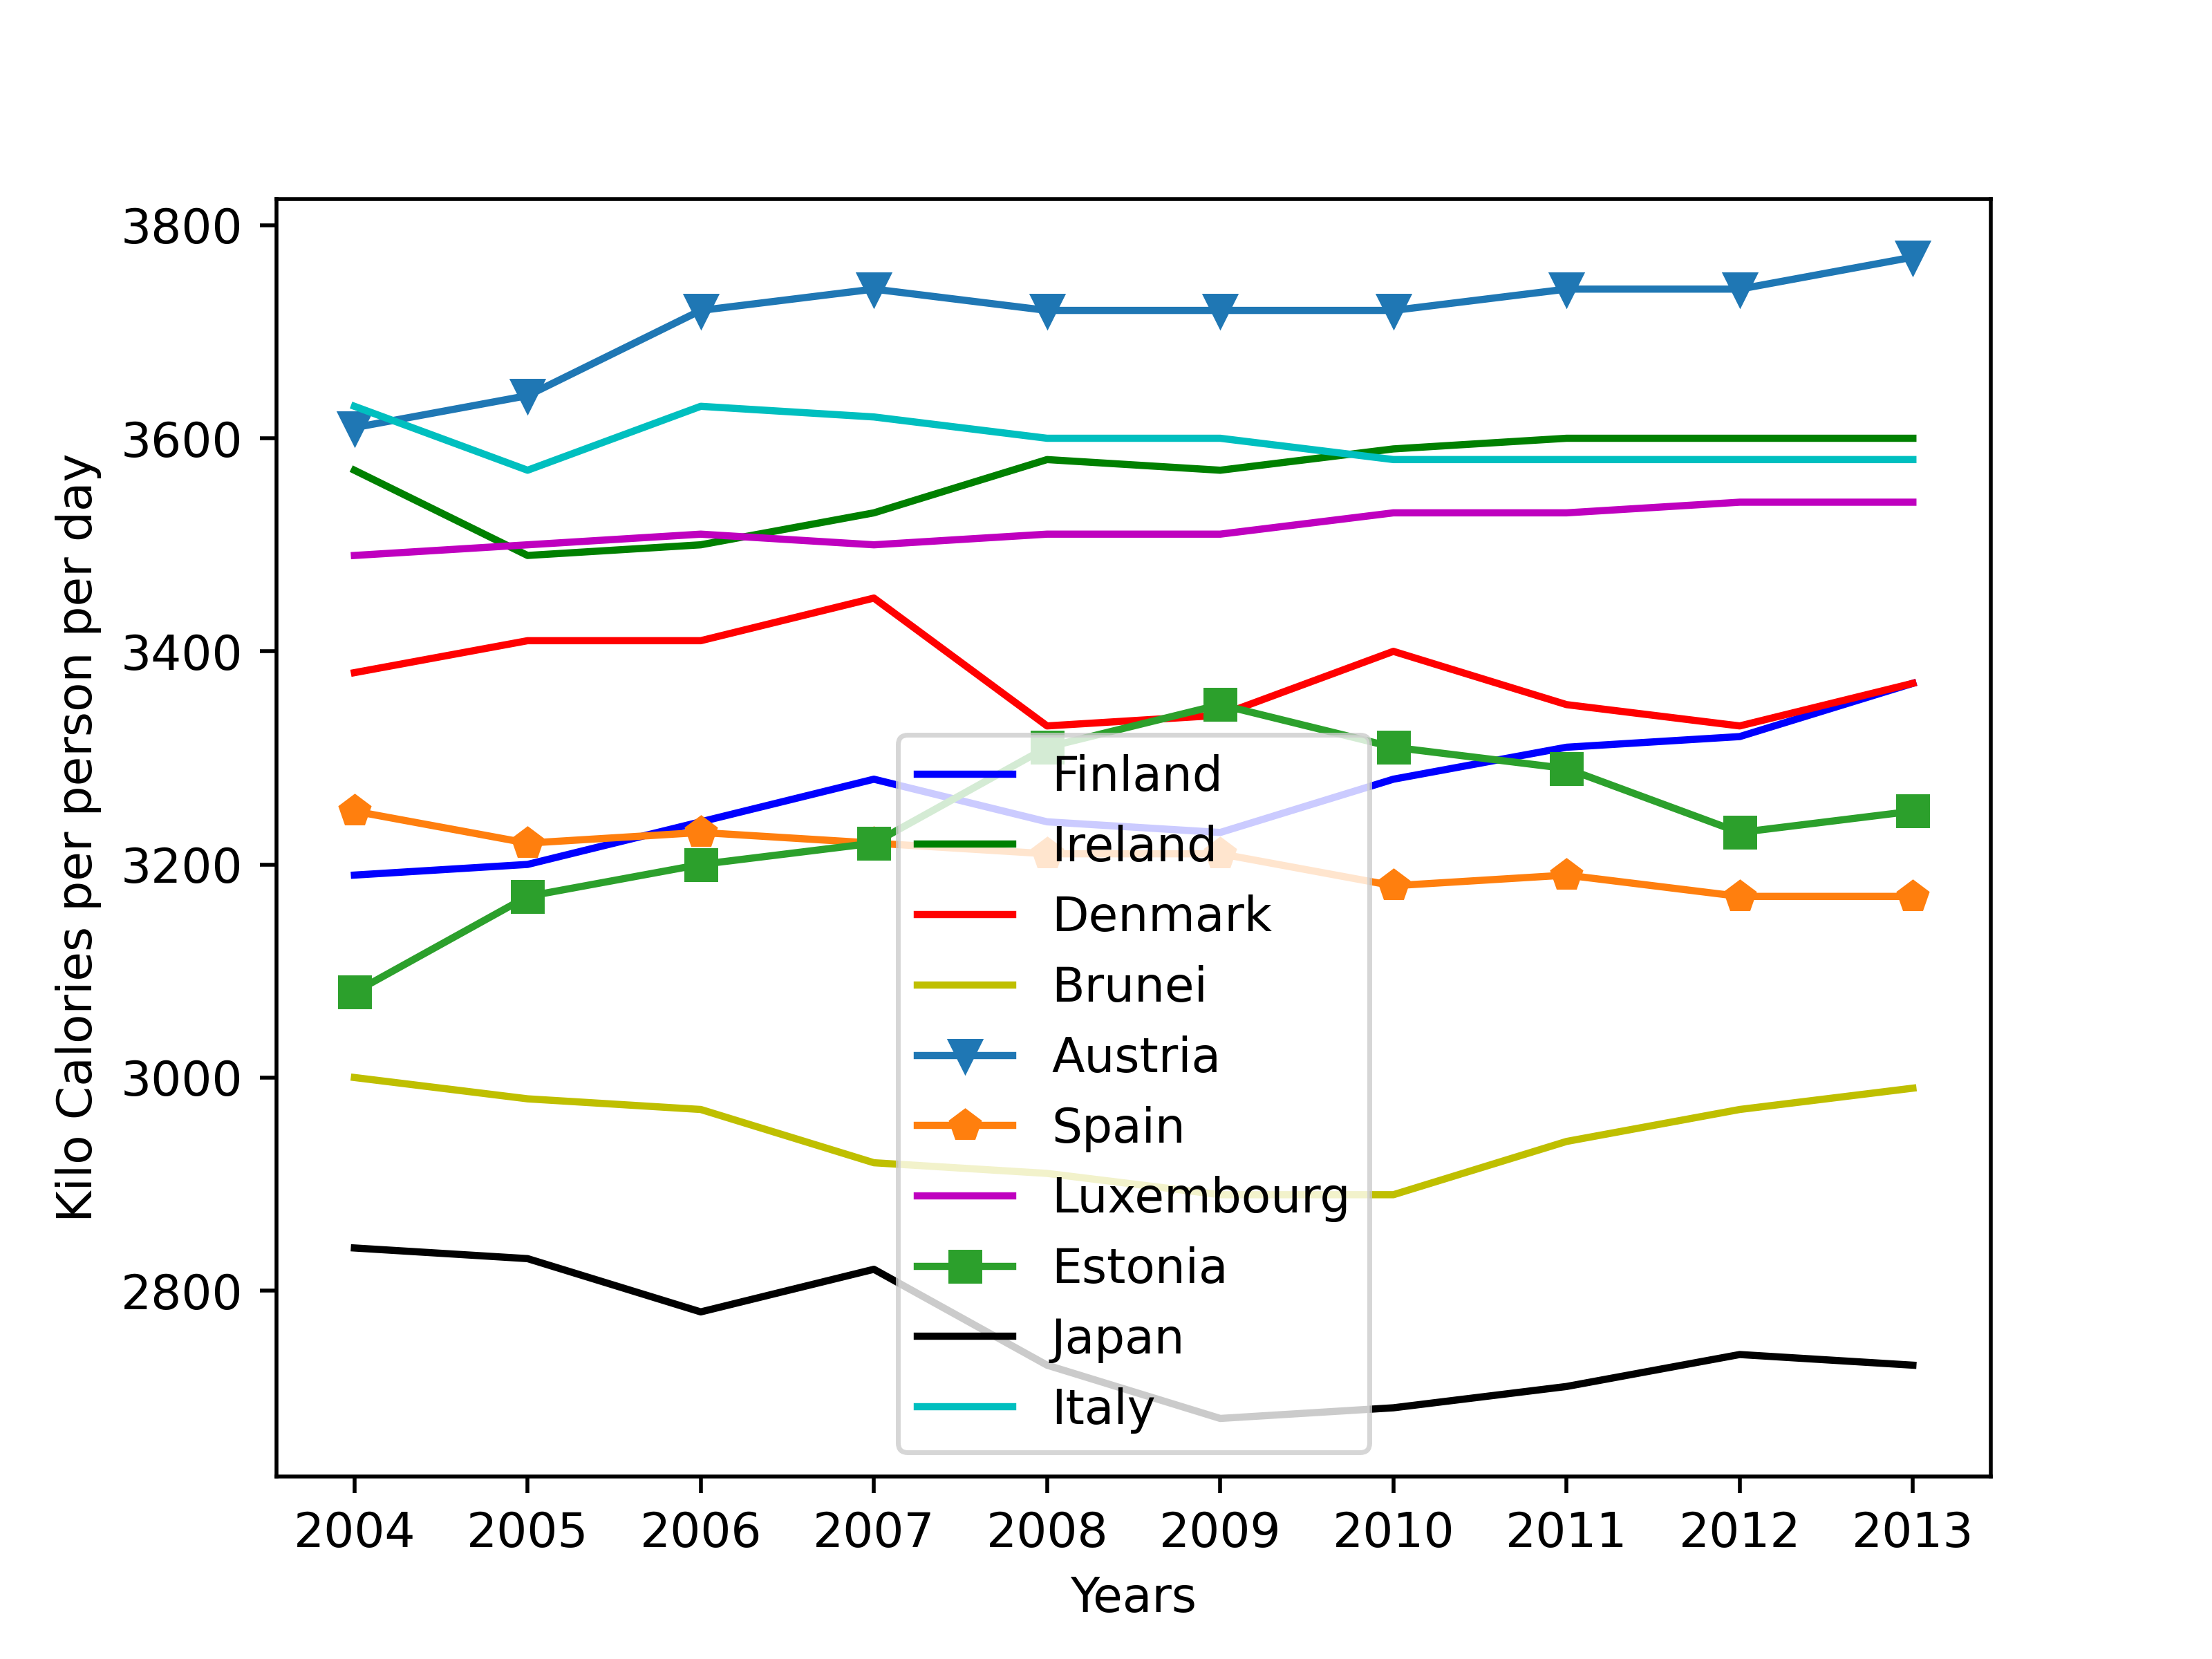 3800
3600
3400
3200
3000
2800
Kilo Calories per person per day
Finland
Ireland
Denmark
Brunei
Austria
Spain
Luxembourg
Estonia
Japan
Italy
2004 2005 2006 2007 2008 2009 2010 2011 2012 2013
Years